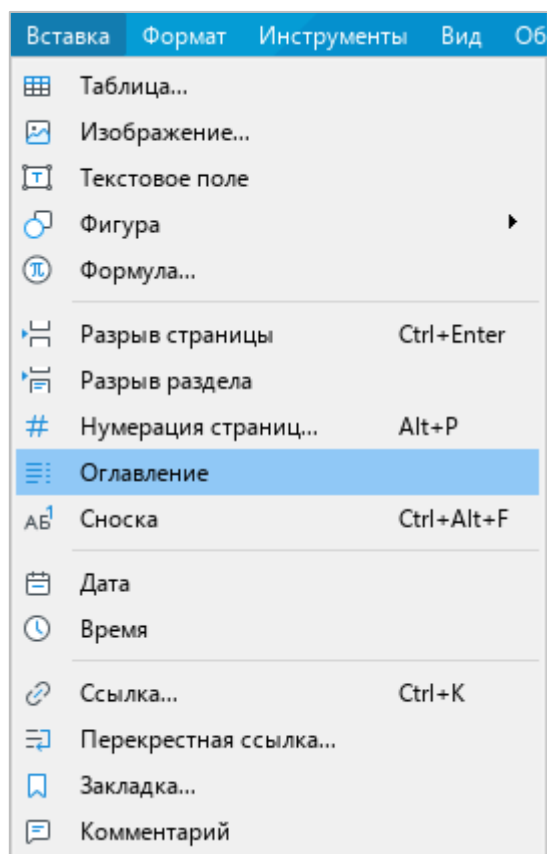 Вставка Формат Инструменты Вид Об
Таблица...
Изображение...
Текстовое поле
Фигура
Формула...
Разрыв страницы Ctrl+Enter
Разрыв раздела
Нумерация страниц... Alt+P
Оглавление
Сноска Ctrl+Alt+F
Дата
Время
Ссылка... Ctrl+K
Перекрестная ссылка...
Закладка...
Комментарий